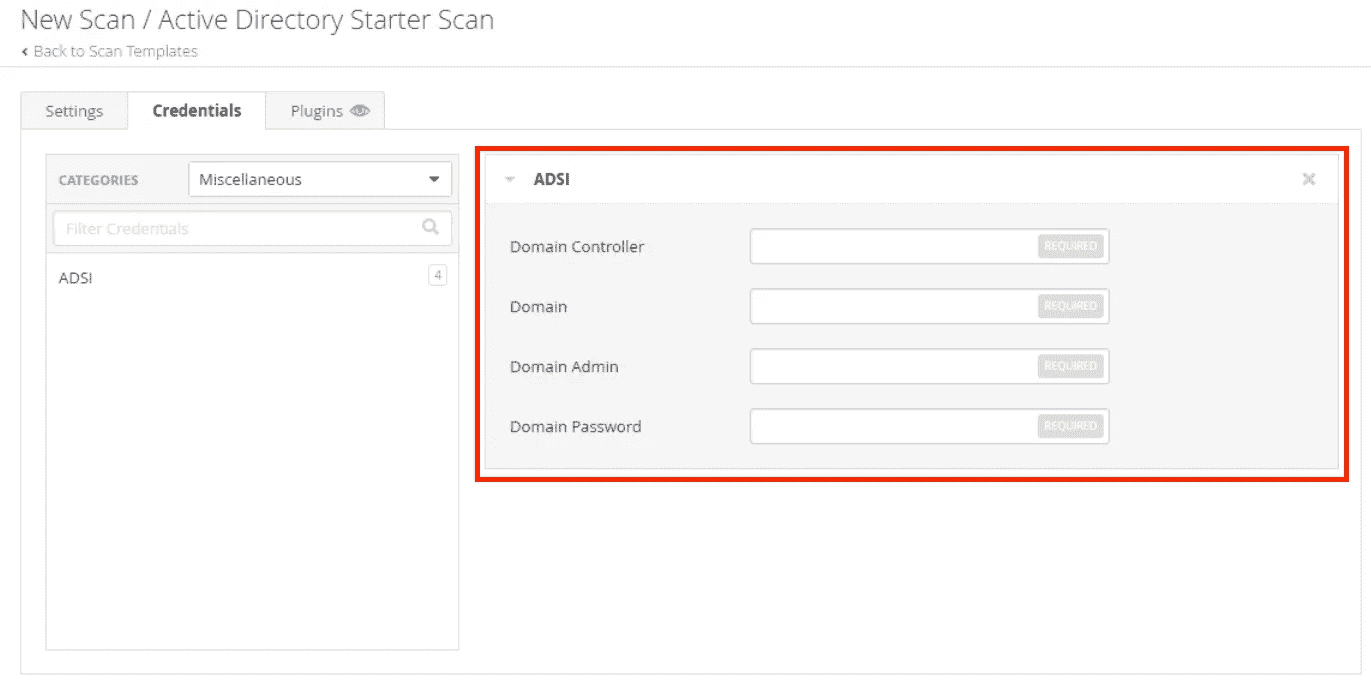 New Scan / Active Directory Starter Scan
Back to Scan Templates
Settings Credentials Plugins
CATEGORIES Miscellaneous
Filter Credentials
ADSI 4
ADSI
Domain Controller REQUIRED
Domain REQUIRED
Domain Admin REQUIRED
Domain Password REQUIRED